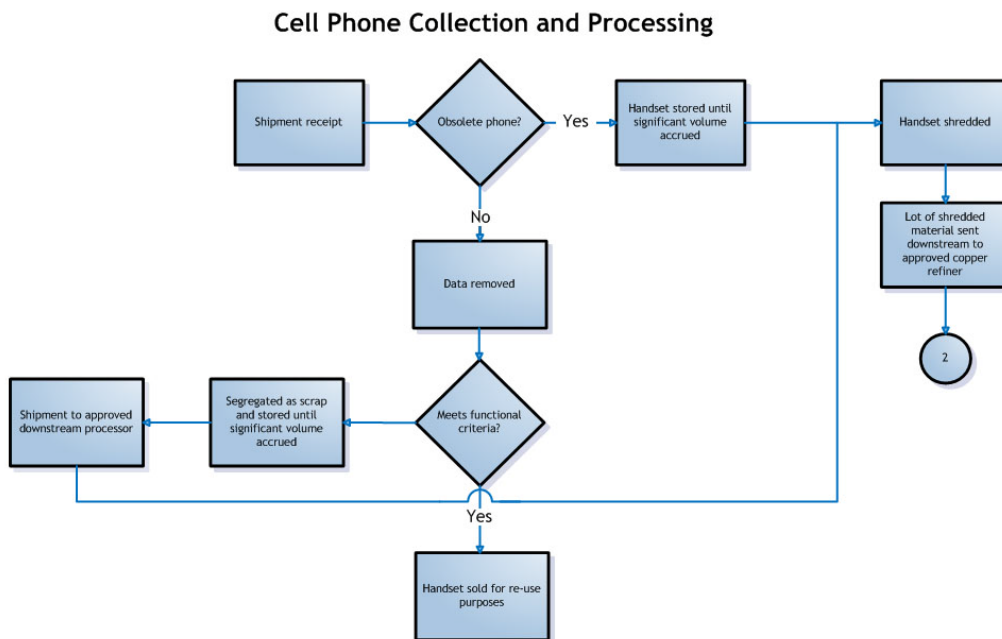 Cell Phone Collection and Processing
Shipment receipt
Obsolete phone?
Yes
Handset stored until
significant volume
accrued
Handset shredded
No
Lot of shredded
material sent
downstream to
approved copper
refiner
Data removed
2
Shipment to approved
downstream processor
Segregated as scrap
and stored until
significant volume
accrued
Meets functional
criteria?
Yes
Handset sold for re-use
purposes